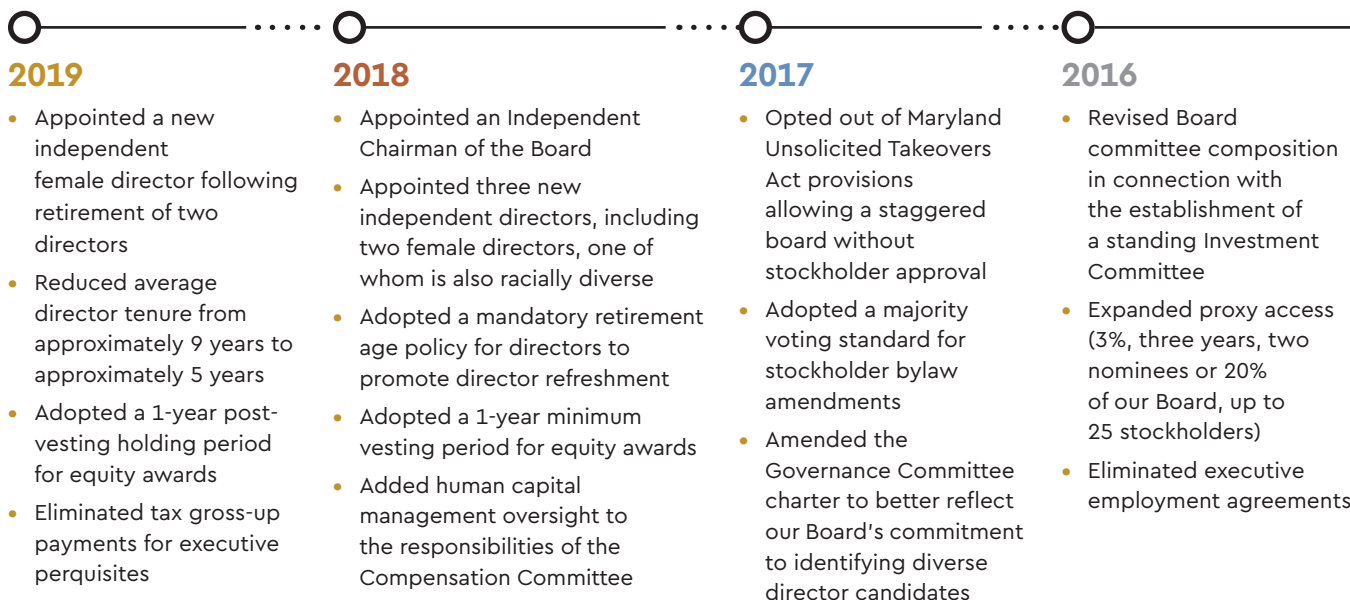 2019
• Appointed a new
independent
female director following
retirement of two
directors
• Reduced average
director tenure from
approximately 9 years to
approximately 5 years
• Adopted a 1-year post-
vesting holding period
for equity awards
• Eliminated tax gross-up
payments for executive
perquisites
2018
• Appointed an Independent
Chairman of the Board
• Appointed three new
independent directors, including
two female directors, one of
whom is also racially diverse
• Adopted a mandatory retirement
age policy for directors to
promote director refreshment
• Adopted a 1-year minimum
vesting period for equity awards
• Added human capital
management oversight to
the responsibilities of the
Compensation Committee
2017
• Opted out of Maryland
Unsolicited Takeovers
Act provisions
allowing a staggered
board without
stockholder approval
• Adopted a majority
voting standard for
stockholder bylaw
amendments
• Amended the
Governance Committee
charter to better reflect
our Board's commitment
to identifying diverse
director candidates
2016
• Revised Board
committee composition
in connection with
the establishment of
a standing Investment
Committee
• Expanded proxy access
(3%, three years, two
nominees or 20%
of our Board, up to
25 stockholders)
• Eliminated executive
employment agreements